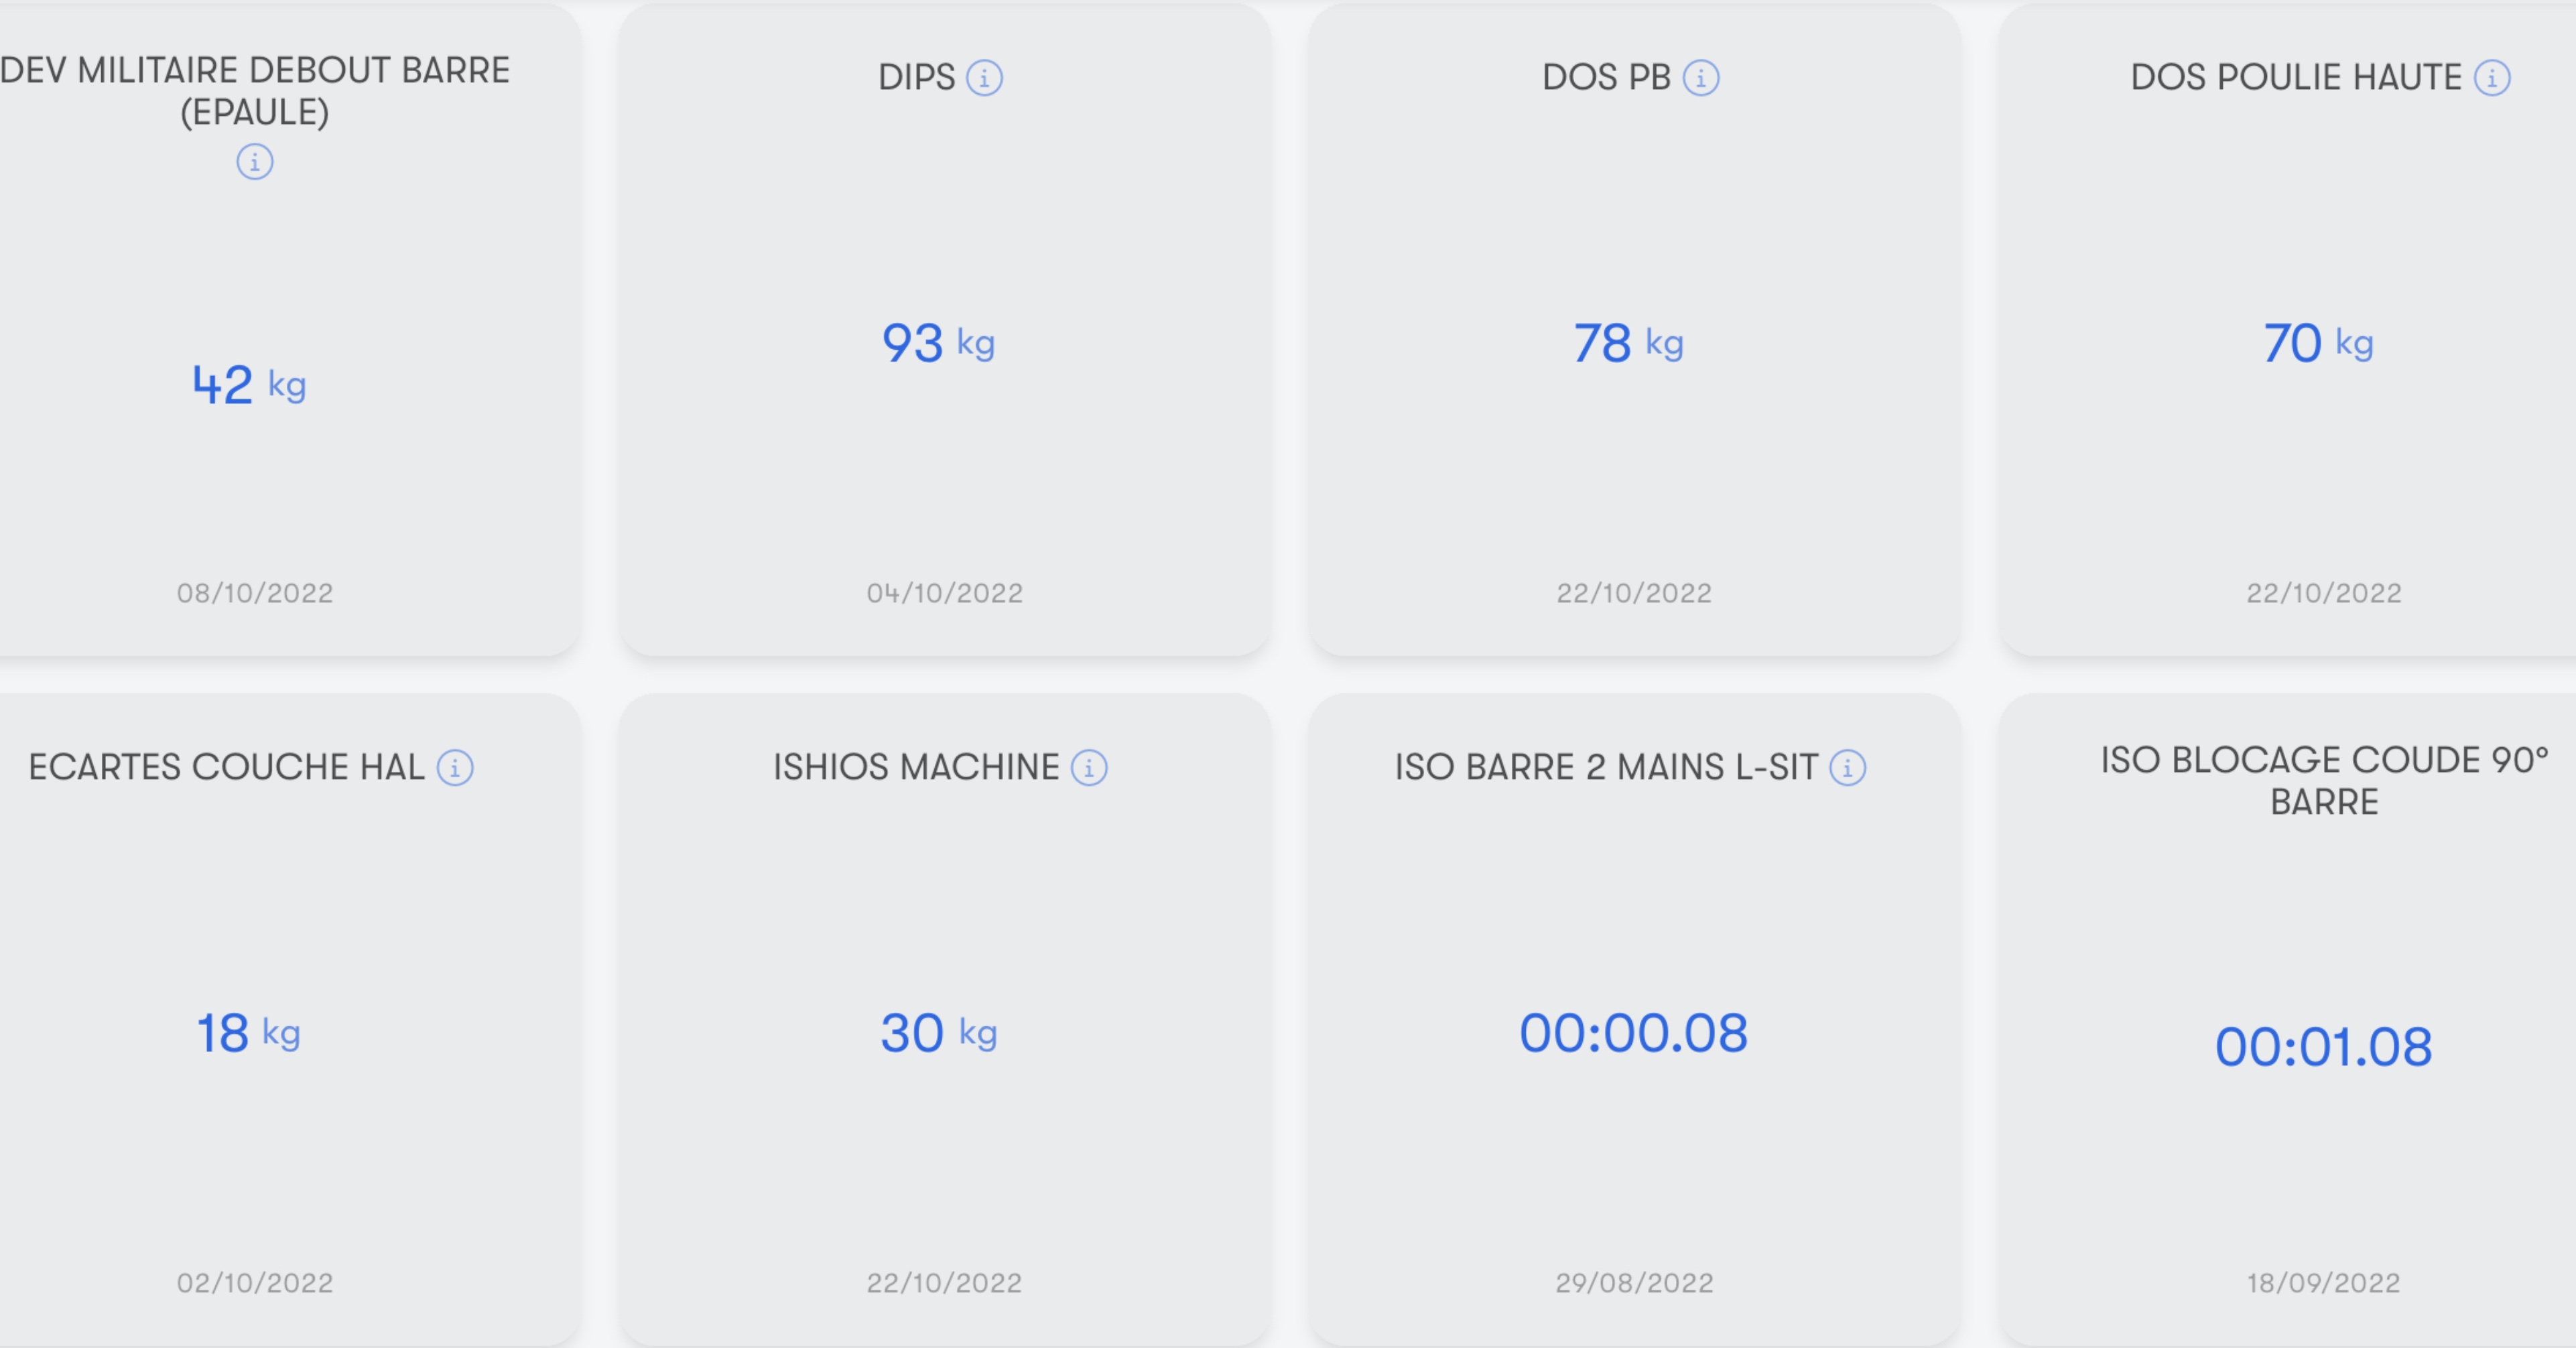 DEV MILITAIRE DEBOUT BARRE
(EPAULE)
42 kg
08/10/2022
DIPS
93 kg
04/10/2022
DOS PB
78 kg
22/10/2022
DOS POULIE HAUTE
70 kg
22/10/2022
ECARTES COUCHE HAL
18 kg
02/10/2022
ISHIOS MACHINE
30 kg
22/10/2022
ISO BARRE 2 MAINS L-SIT
00:00.08
29/08/2022
ISO BLOCAGE COUDE 90°
BARRE
00:01.08
18/09/2022